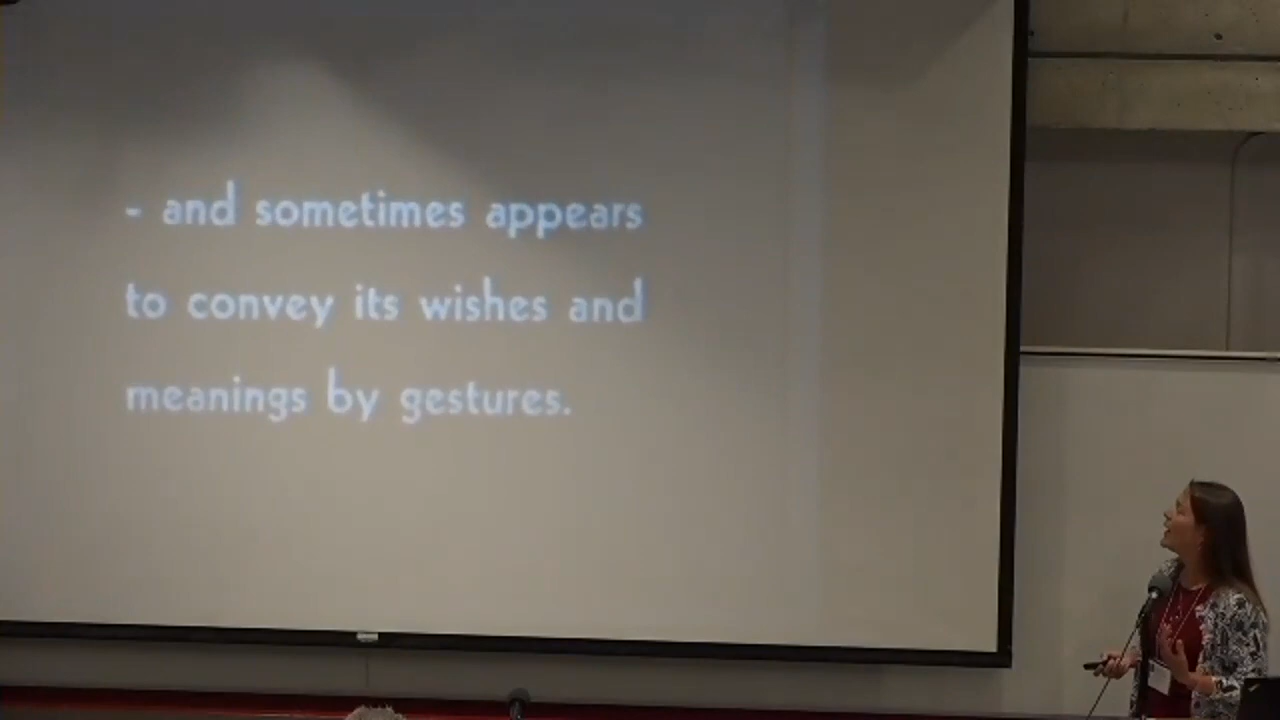 - and sometimes appears
to convey its wishes and
meanings by gestures.